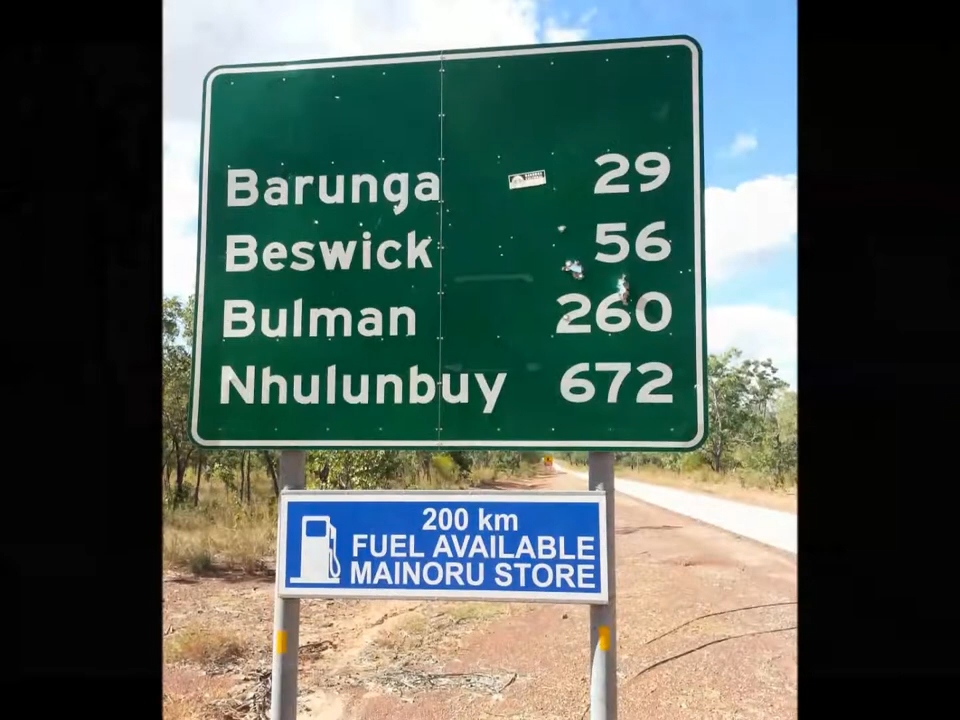 Barunga 29
Beswick 56
Bulman 260
Nhulunbuy 672
200 km
FUEL AVAILABLE
MAINORU STORE